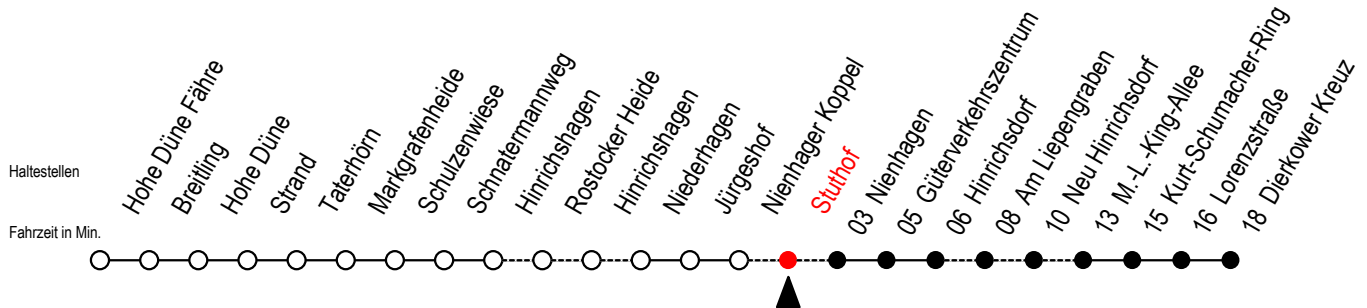 Haltestellen
Fahrzeit in Min.
Hohe Düne Fähre
Breitling
Hohe Düne
Strand
Taterhörn
Markgrafenheide
Schulzenwiese
Schnatermannweg
Hinrichshagen
Rostocker Heide
Hinrichshagen
Niederhagen
Jürgeshof
Nienhager Koppel
Stuthof
03 Nienhagen
05 Güterverkehrszentrum
06 Hinrichsdorf
08 Am Liepengraben
10 Neu Hinrichsdorf
13 M.-L.-King-Allee
15 Kurt-Schumacher-Ring
16 Lorenzstraße
18 Dierkower Kreuz